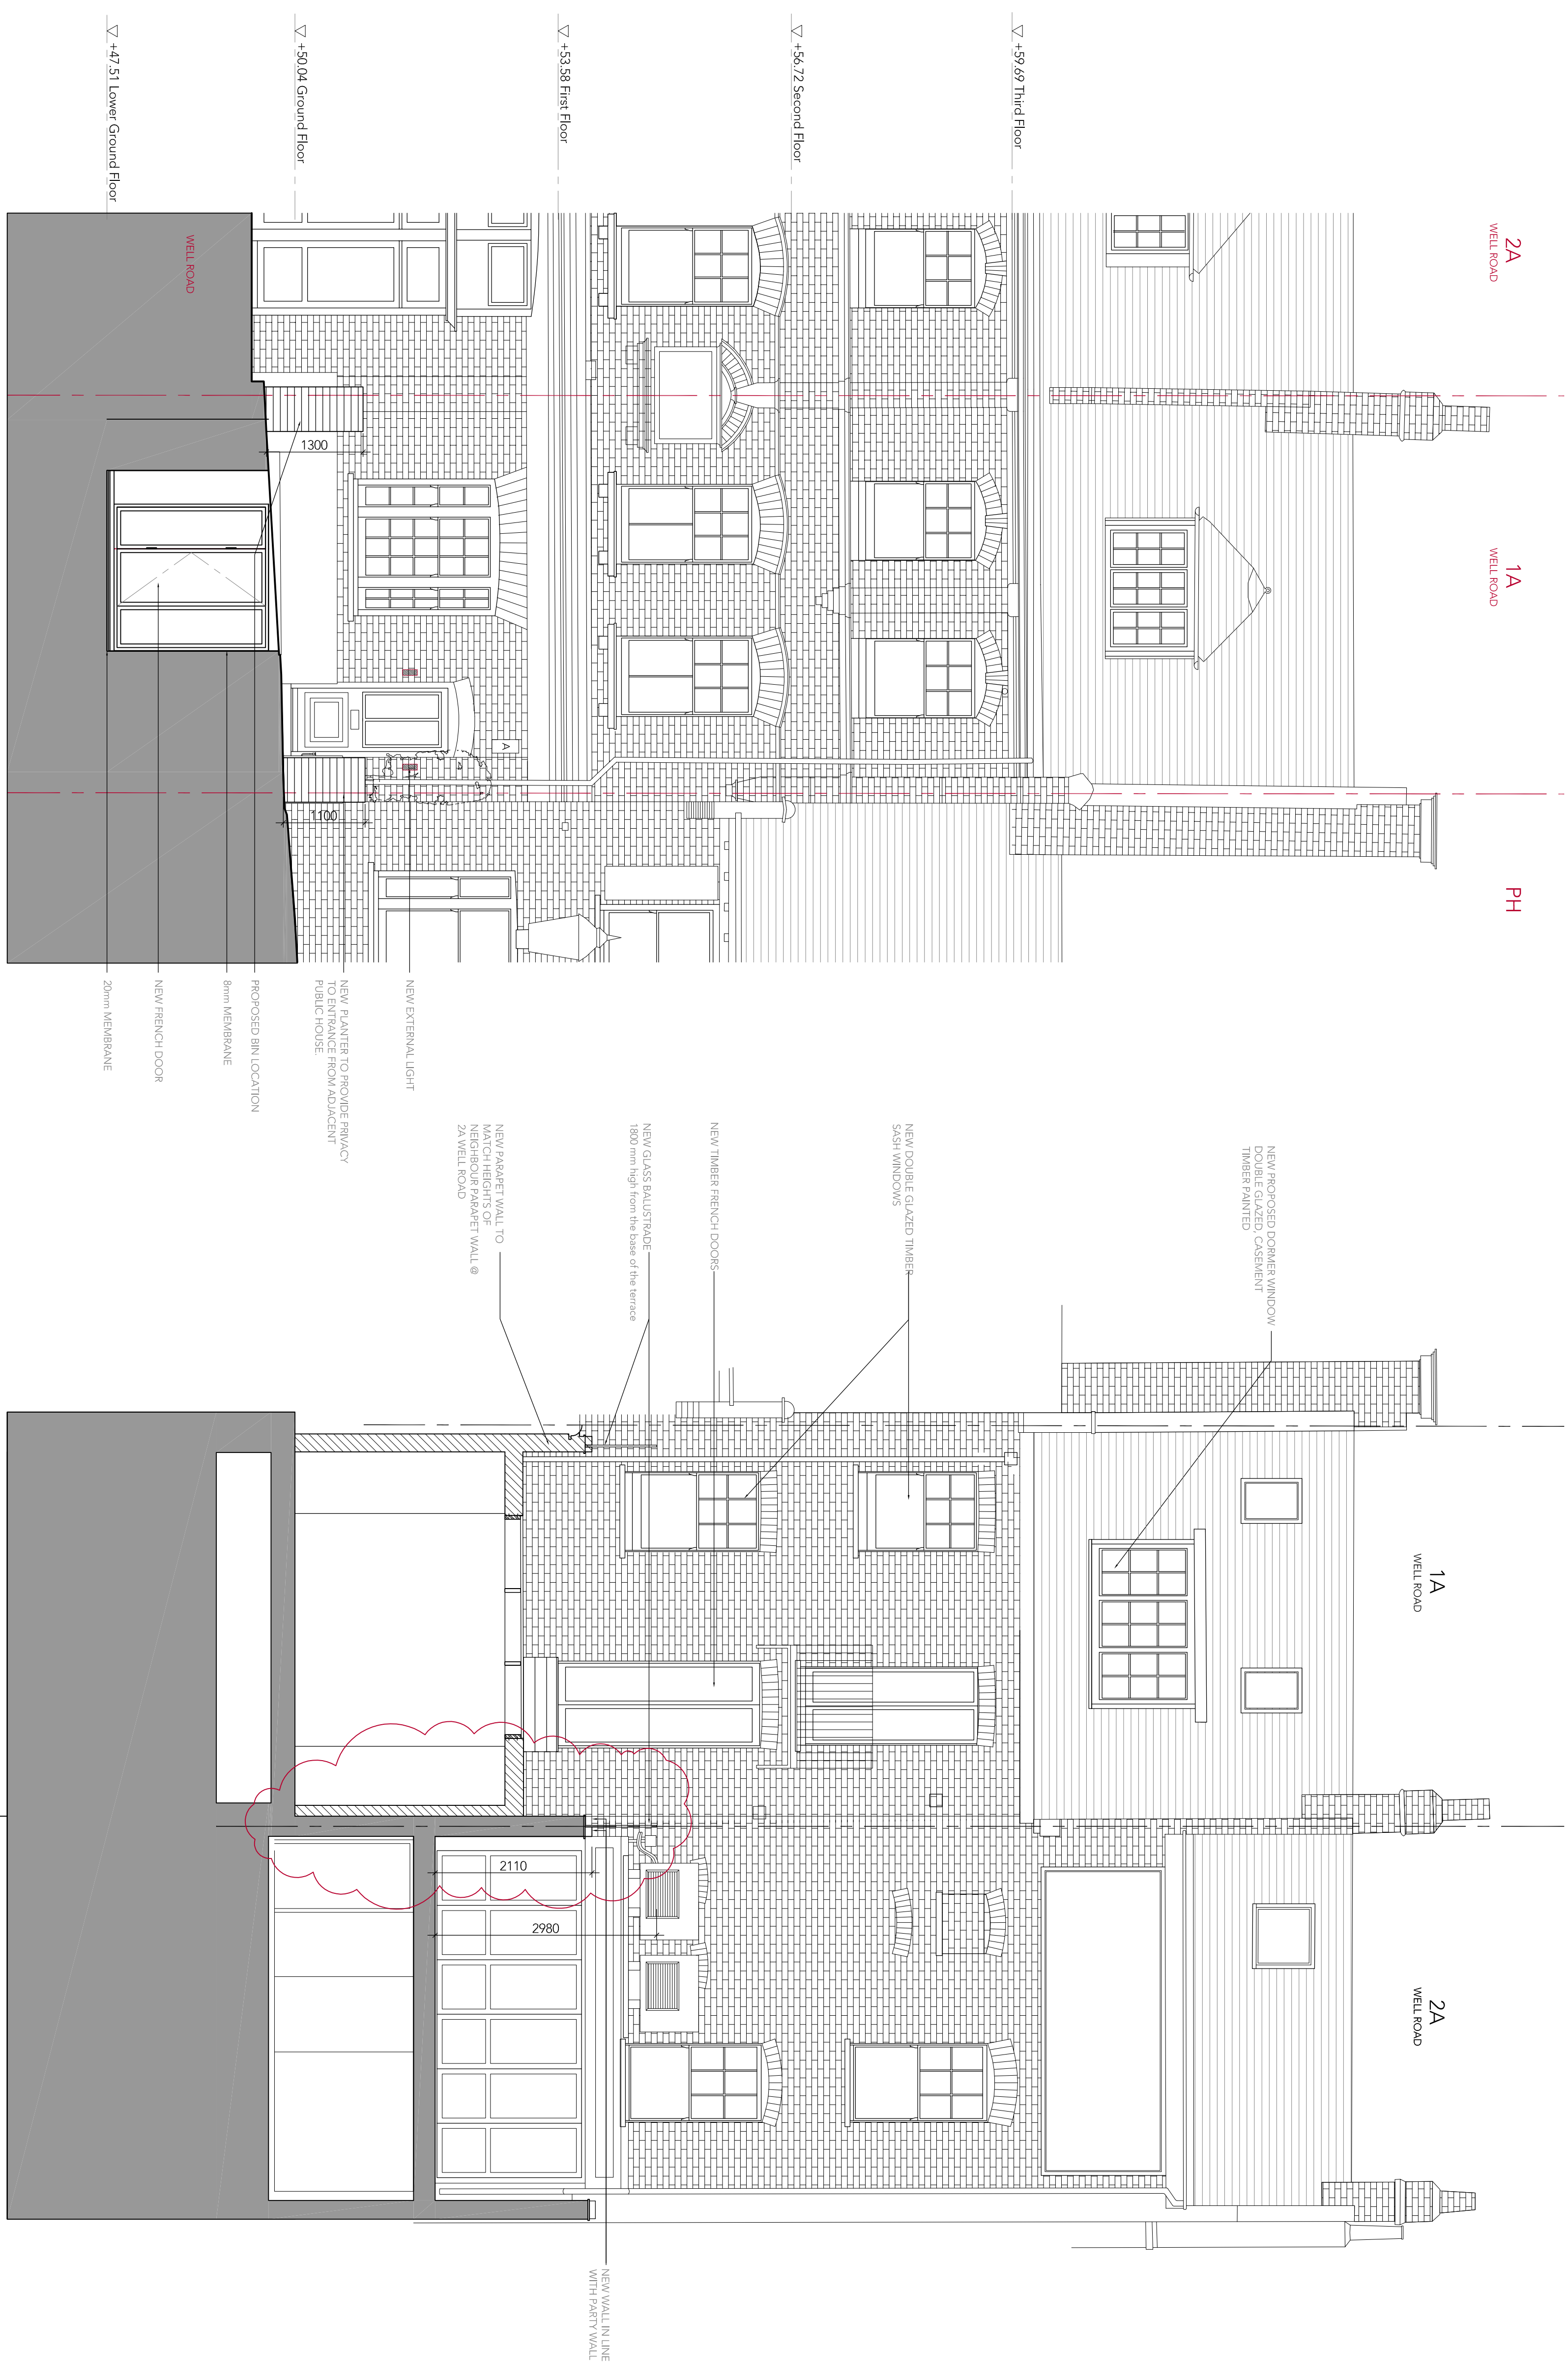 2A
WELL ROAD
1A
WELL ROAD
PH
+59.69 Third Floor
+56.72 Second Floor
+53.58 First Floor
+50.04 Ground Floor
+47.51 Lower Ground Floor
WELL ROAD
1300
1100
A
NEW EXTERNAL LIGHT
NEW PLANTER TO PROVIDE PRIVACY
TO ENTRANCE FROM ADJACENT
PUBLIC HOUSE.
PROPOSED BIN LOCATION
8mm MEMBRANE
NEW FRENCH DOOR
20mm MEMBRANE
1A
WELL ROAD
2A
WELL ROAD
NEW PROPOSED DORMER WINDOW
DOUBLE GLAZED, CASEMENT
TIMBER PAINTED
NEW DOUBLE GLAZED TIMBER
SASH WINDOWS
NEW TIMBER FRENCH DOORS
NEW GLASS BALUSTRADE
1800 mm high from the base of the terrace
NEW PARAPET WALL TO
MATCH HEIGHTS OF
NEIGHBOUR PARAPET WALL @
2A WELL ROAD
2110
2980
NEW WALL IN LINE
WITH PARTY WALL